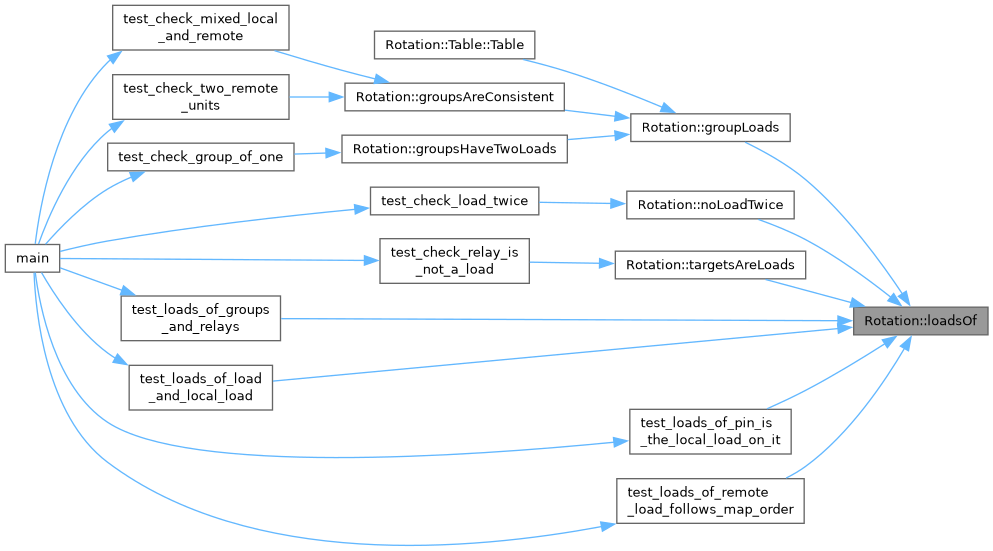 test_check_mixed_local
_and_remote
Rotation::Table::Table
test_check_two_remote
_units
Rotation::groupsAreConsistent
Rotation::groupLoads
test_check_group_of_one
Rotation::groupsHaveTwoLoads
test_check_load_twice
Rotation::noLoadTwice
main
test_check_relay_is
_not_a_load
Rotation::targetsAreLoads
test_loads_of_groups
_and_relays
Rotation::loadsOf
test_loads_of_load
_and_local_load
test_loads_of_pin_is
_the_local_load_on_it
test_loads_of_remote
_load_follows_map_order